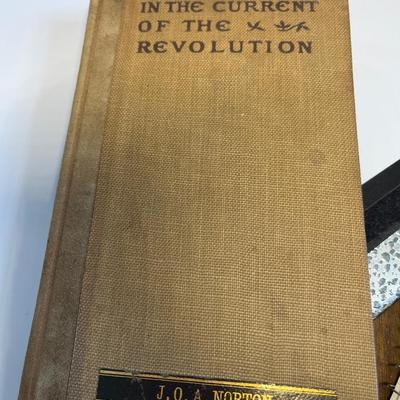 IN THE CURRENT
OF THE
REVOLUTION
J. O. A. NORTON